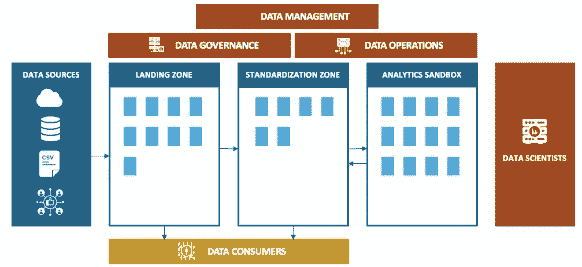 DATA MANAGEMENT
DATA GOVERNANCE
DATA OPERATIONS
DATA SOURCES
LANDING ZONE
STANDARDIZATION ZONE
ANALYTICS SANDBOX
CSV
DATA SCIENTISTS
DATA CONSUMERS